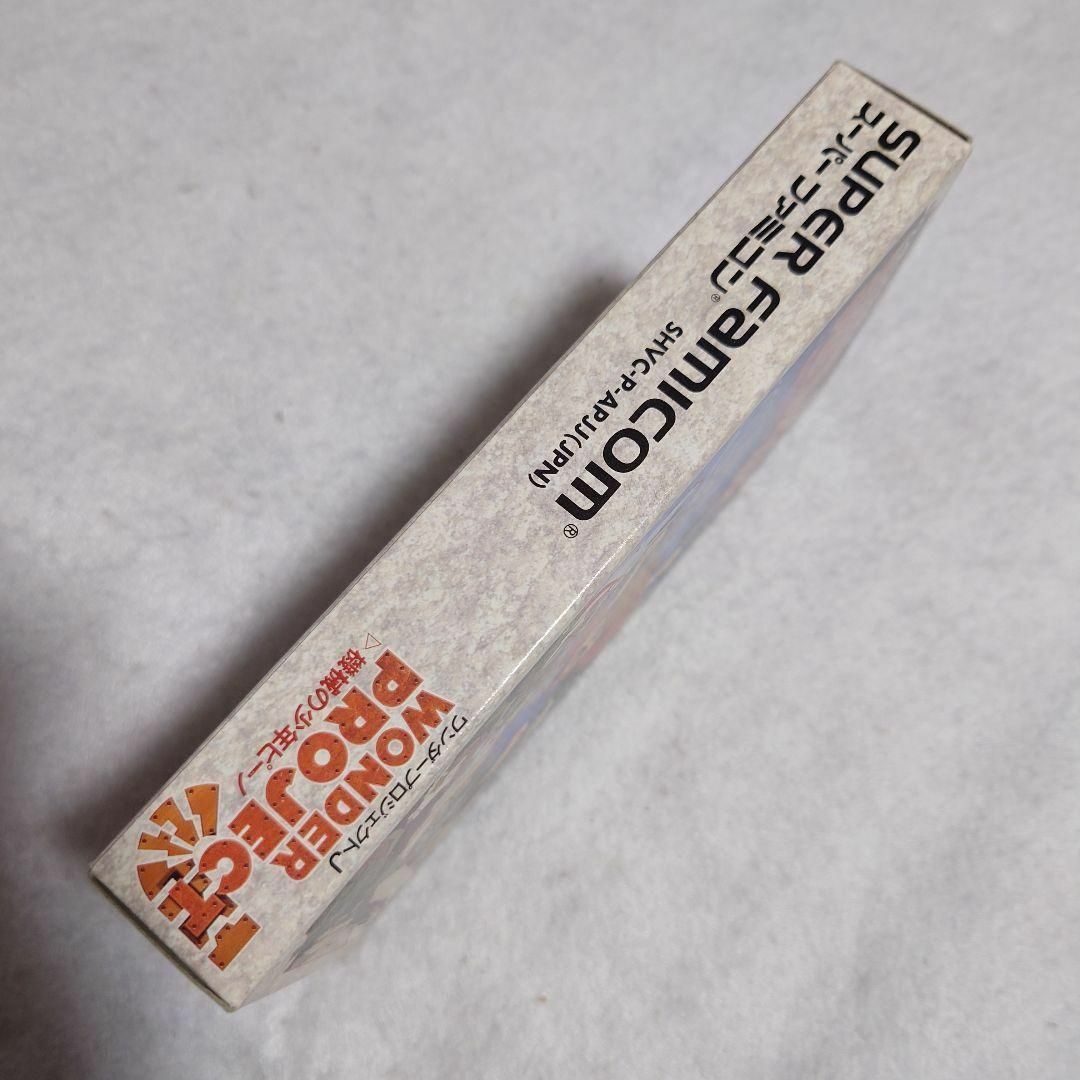 SUPER Famicom®
スーパーファミコン®
SHVC-P-APJJ(JPN)
ワンダープロジェクトJ
WONDER
PROJECT J
▷機械の少年ピーノ